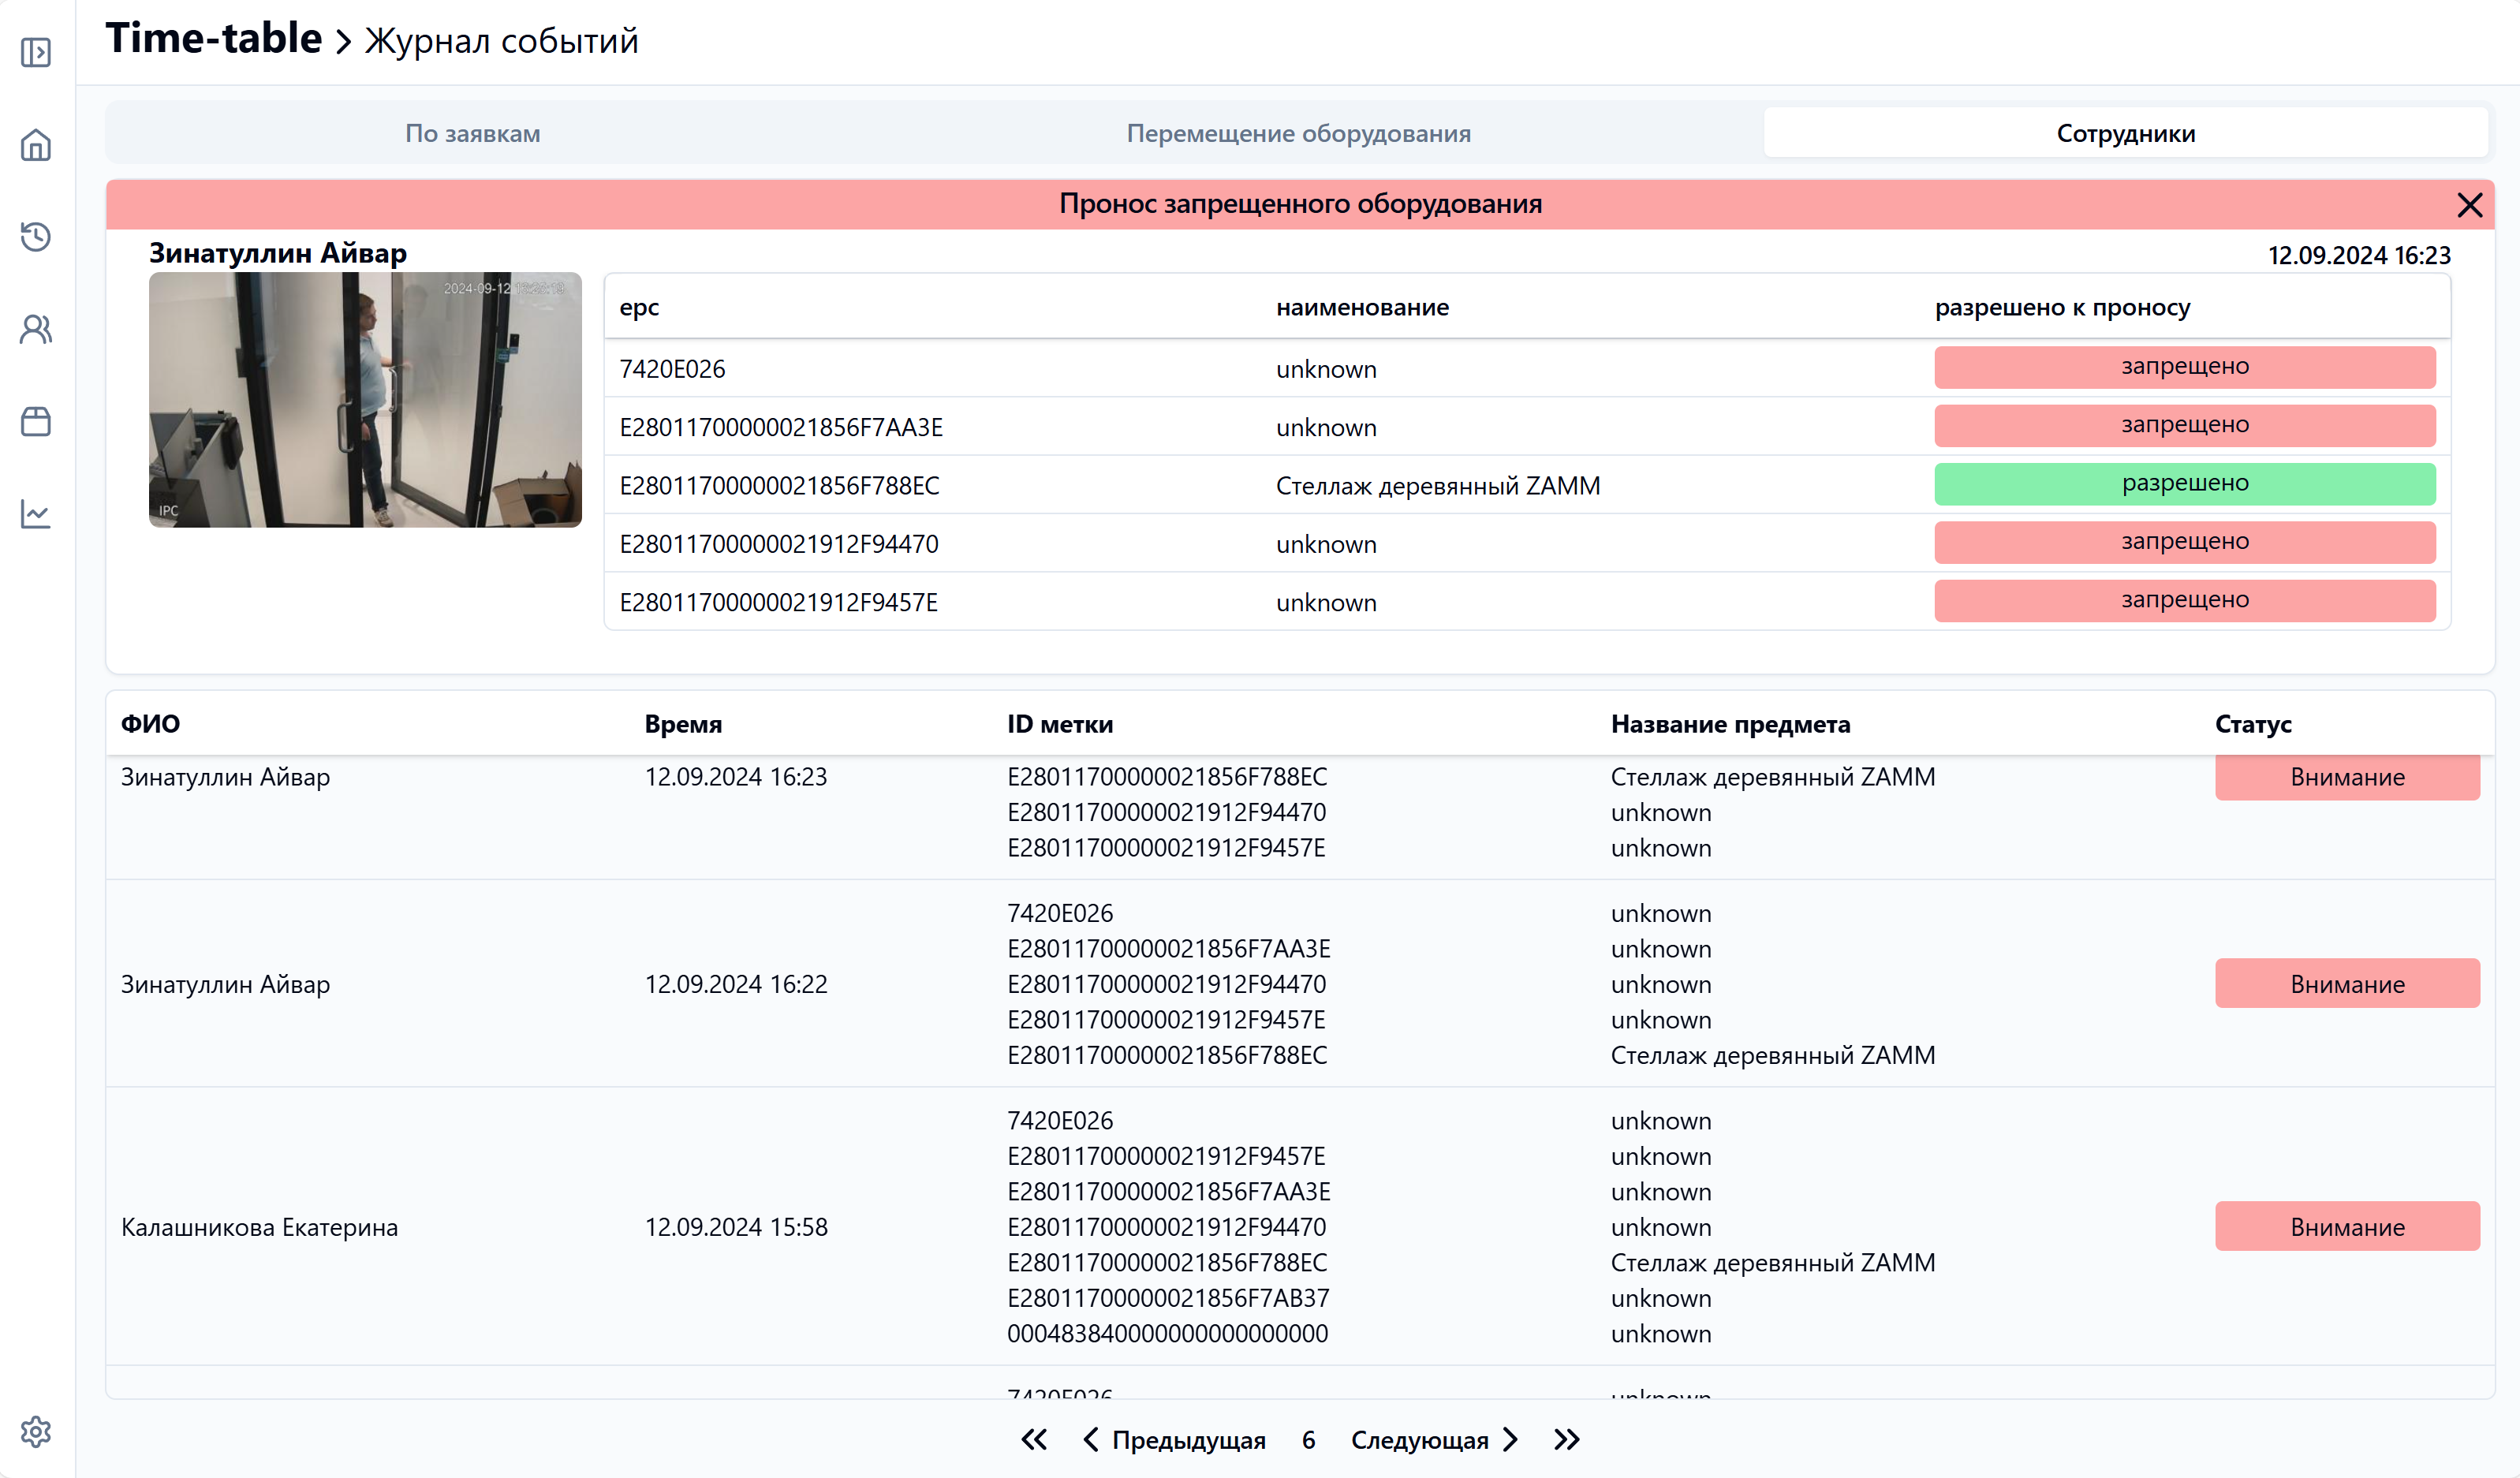 Time-table > Журнал событий
По заявкам Перемещение оборудования Сотрудники
Пронос запрещенного оборудования
Зинатуллин Айвар 12.09.2024 16:23
2024-09-12
IPC
epc наименование разрешено к проносу
7420E026 unknown запрещено
E28011700000021856F7AA3E unknown запрещено
E28011700000021856F788EC Стеллаж деревянный ZAMM разрешено
E28011700000021912F94470 unknown запрещено
E28011700000021912F9457E unknown запрещено
ФИО Время ID метки Название предмета Статус
Зинатуллин Айвар 12.09.2024 16:23 E28011700000021856F788EC Стеллаж деревянный ZAMM Внимание
E28011700000021912F94470 unknown
E28011700000021912F9457E unknown
7420E026 unknown
E28011700000021856F7AA3E unknown
Зинатуллин Айвар 12.09.2024 16:22 E28011700000021912F94470 unknown Внимание
E28011700000021912F9457E unknown
E28011700000021856F788EC Стеллаж деревянный ZAMM
7420E026 unknown
E28011700000021912F9457E unknown
E28011700000021856F7AA3E unknown
Калашникова Екатерина 12.09.2024 15:58 E28011700000021912F94470 unknown Внимание
E28011700000021856F788EC Стеллаж деревянный ZAMM
E28011700000021856F7AB37 unknown
000483840000000000000000 unknown
7420E026 unknown
Предыдущая 6 Следующая